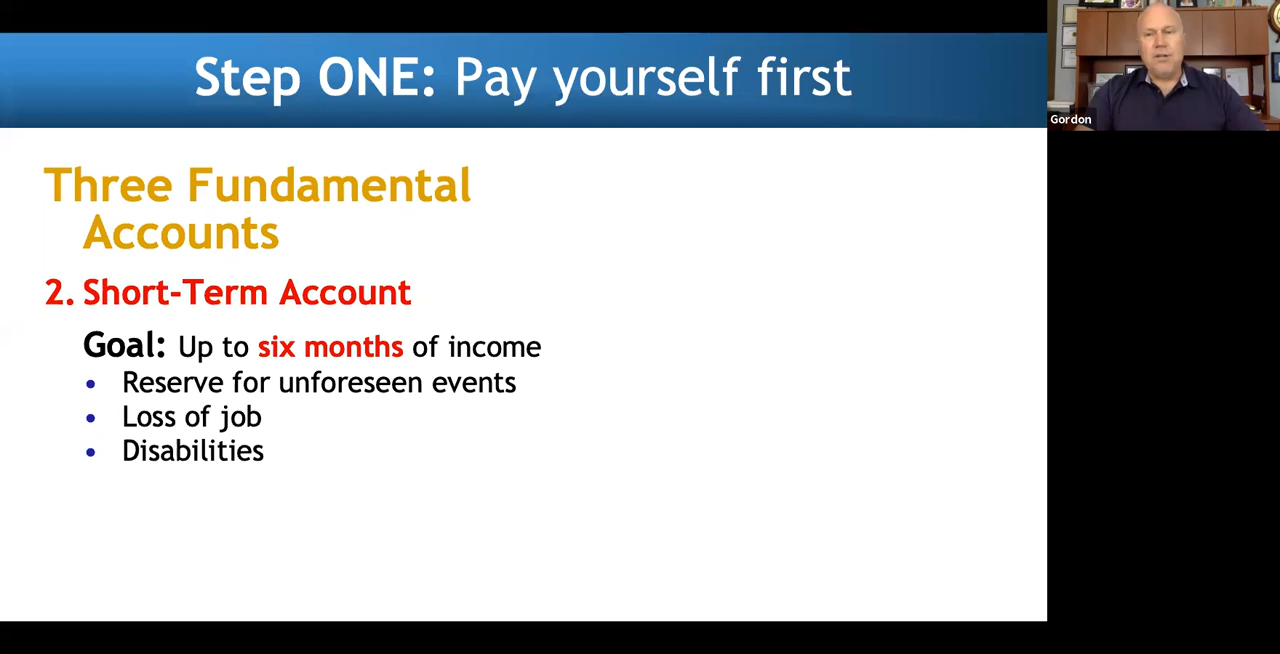 Step ONE: Pay yourself first
Gordon
Three Fundamental
Accounts
2. Short-Term Account
Goal: Up to six months of income
• Reserve for unforeseen events
• Loss of job
• Disabilities